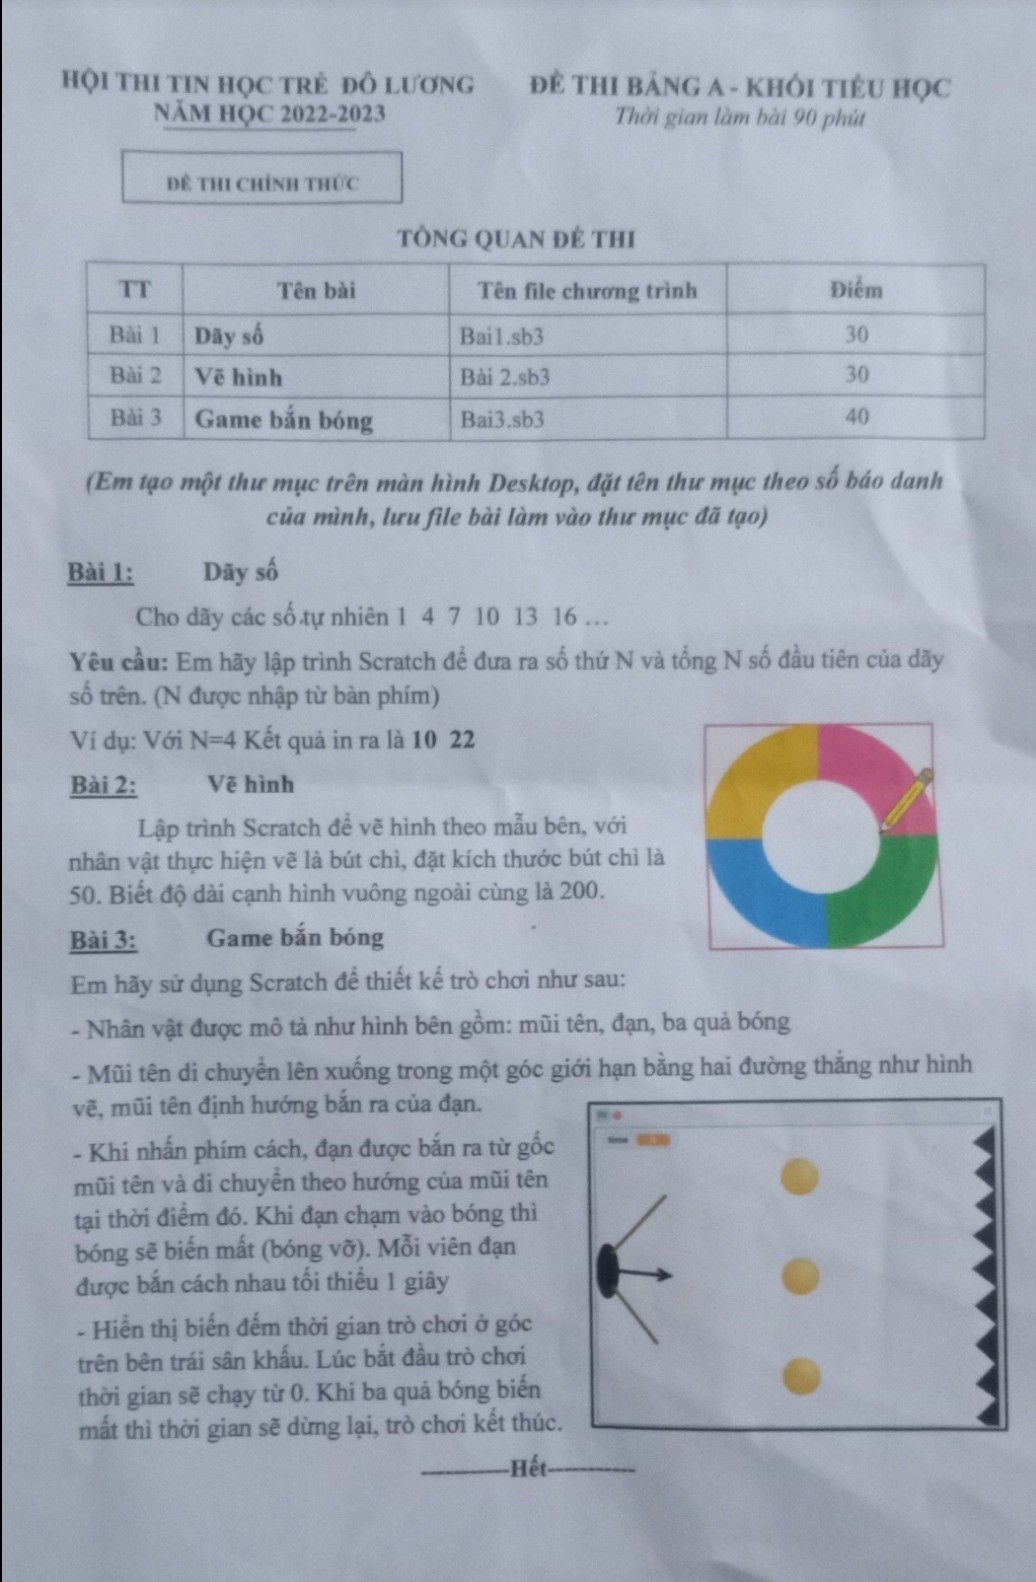 HỘI THI TIN HỌC TRẺ ĐÔ LƯƠNG
NĂM HỌC 2022-2023
ĐỀ THI BẢNG A - KHỐI TIỂU HỌC
Thời gian làm bài 90 phút
ĐỀ THI CHÍNH THỨC
TỔNG QUAN ĐỀ THI
TT Tên bài Tên file chương trình Điểm
Bài 1 Dãy số Bai1.sb3 30
Bài 2 Vẽ hình Bài 2.sb3 30
Bài 3 Game bắn bóng Bai3.sb3 40
(Em tạo một thư mục trên màn hình Desktop, đặt tên thư mục theo số báo danh
của mình, lưu file bài làm vào thư mục đã tạo)
Bài 1: Dãy số
Cho dãy các số tự nhiên 1 4 7 10 13 16 ...
Yêu cầu: Em hãy lập trình Scratch để đưa ra số thứ N và tổng N số đầu tiên của dãy
số trên. (N được nhập từ bàn phím)
Ví dụ: Với N=4 Kết quả in ra là 10 22
Bài 2: Vẽ hình
Lập trình Scratch để vẽ hình theo mẫu bên, với
nhân vật thực hiện vẽ là bút chì, đặt kích thước bút chì là
50. Biết độ dài cạnh hình vuông ngoài cùng là 200.
Bài 3: Game bắn bóng
Em hãy sử dụng Scratch để thiết kế trò chơi như sau:
- Nhân vật được mô tả như hình bên gồm: mũi tên, đạn, ba quả bóng
- Mũi tên di chuyển lên xuống trong một góc giới hạn bằng hai đường thẳng như hình
vẽ, mũi tên định hướng bắn ra của đạn.
- Khi nhấn phím cách, đạn được bắn ra từ gốc
mũi tên và di chuyển theo hướng của mũi tên
tại thời điểm đó. Khi đạn chạm vào bóng thì
bóng sẽ biến mất (bóng vỡ). Mỗi viên đạn
được bắn cách nhau tối thiểu 1 giây
- Hiển thị biến đếm thời gian trò chơi ở góc
trên bên trái sân khấu. Lúc bắt đầu trò chơi
thời gian sẽ chạy từ 0. Khi ba quả bóng biến
mất thì thời gian sẽ dừng lại, trò chơi kết thúc.
time
Hết